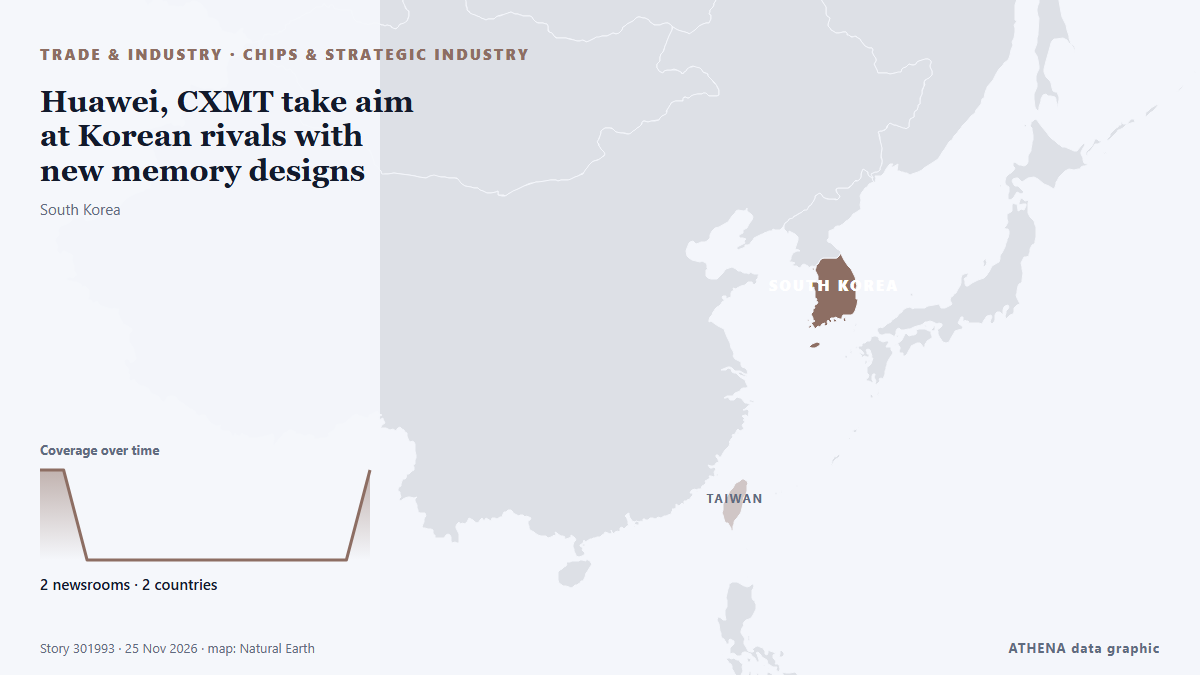 TRADE & INDUSTRY · CHIPS & STRATEGIC INDUSTRY
Huawei, CXMT take aim
at Korean rivals with
new memory designs
South Korea
SOUTH KOREA
TAIWAN
Coverage over time
2 newsrooms · 2 countries
Story 301993 · 25 Nov 2026 · map: Natural Earth
ATHENA data graphic